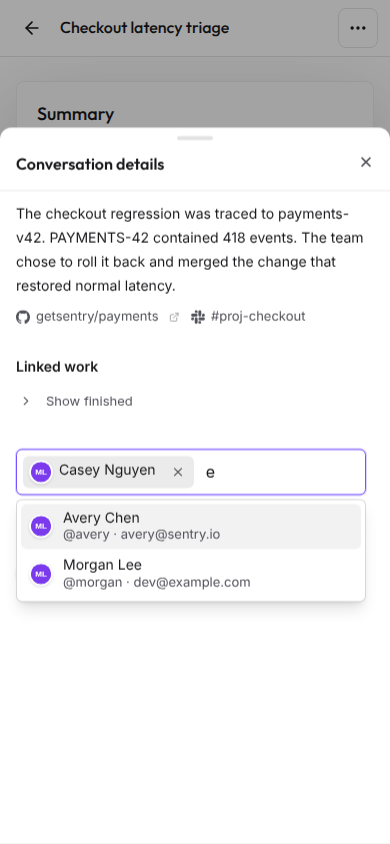 Checkout latency triage
Summary
Conversation details
The checkout regression was traced to payments-
v42. PAYMENTS-42 contained 418 events. The team
chose to roll it back and merged the change that
restored normal latency.
getsentry/payments #proj-checkout
Linked work
Show finished
ML Casey Nguyen e
ML Avery Chen
@avery · avery@sentry.io
ML Morgan Lee
@morgan · dev@example.com